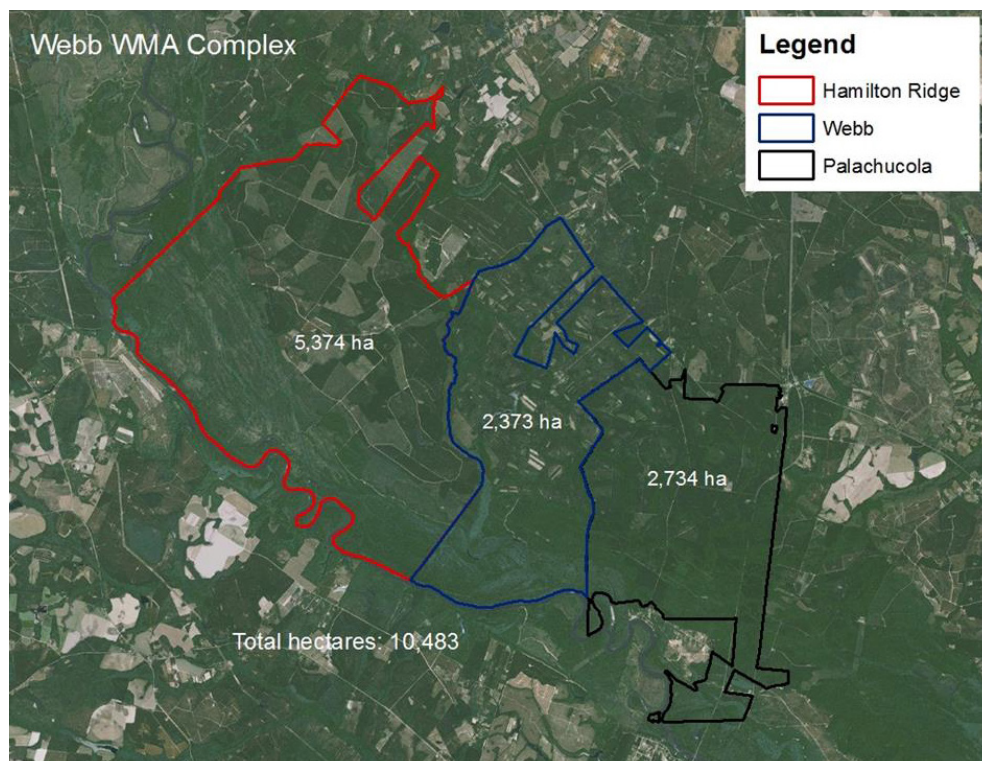 Webb WMA Complex
Legend
Hamilton Ridge
Webb
Palachucola
5,374 ha
2,373 ha
2,734 ha
Total hectares: 10,483